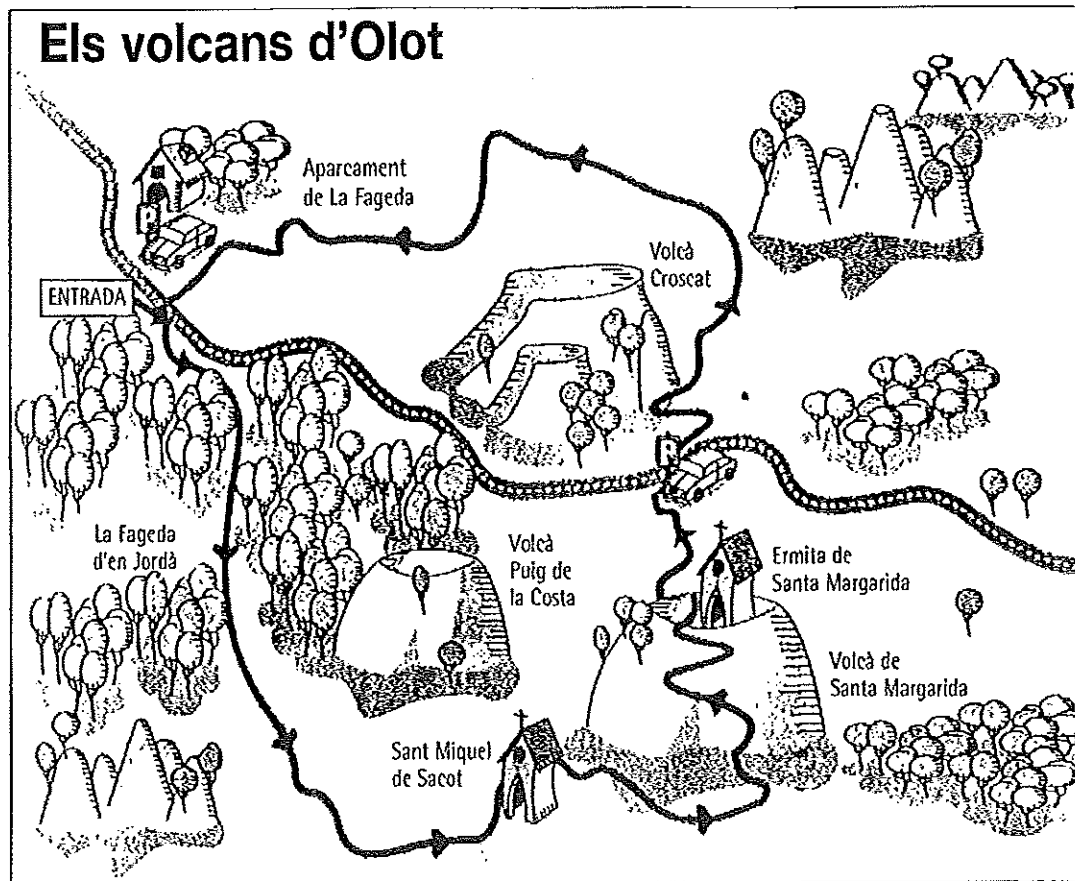 Els volcans d'Olot
Aparcament
de La Fageda
Volcà
Croscat
ENTRADA
La Fageda
d'en Jordà
Volcà
Puig de
la Costa
Ermita de
Santa Margarida
Volcà de
Santa Margarida
Sant Miquel
de Sacot